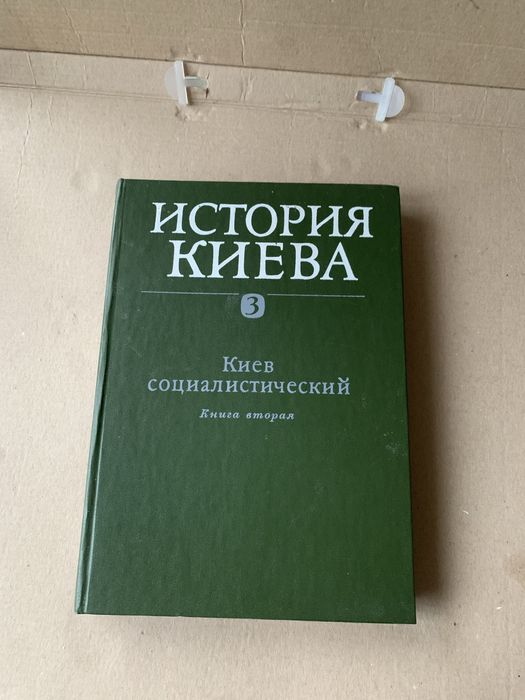 ИСТОРИЯ
КИЕВА
3
Киев
социалистический
Книга вторая